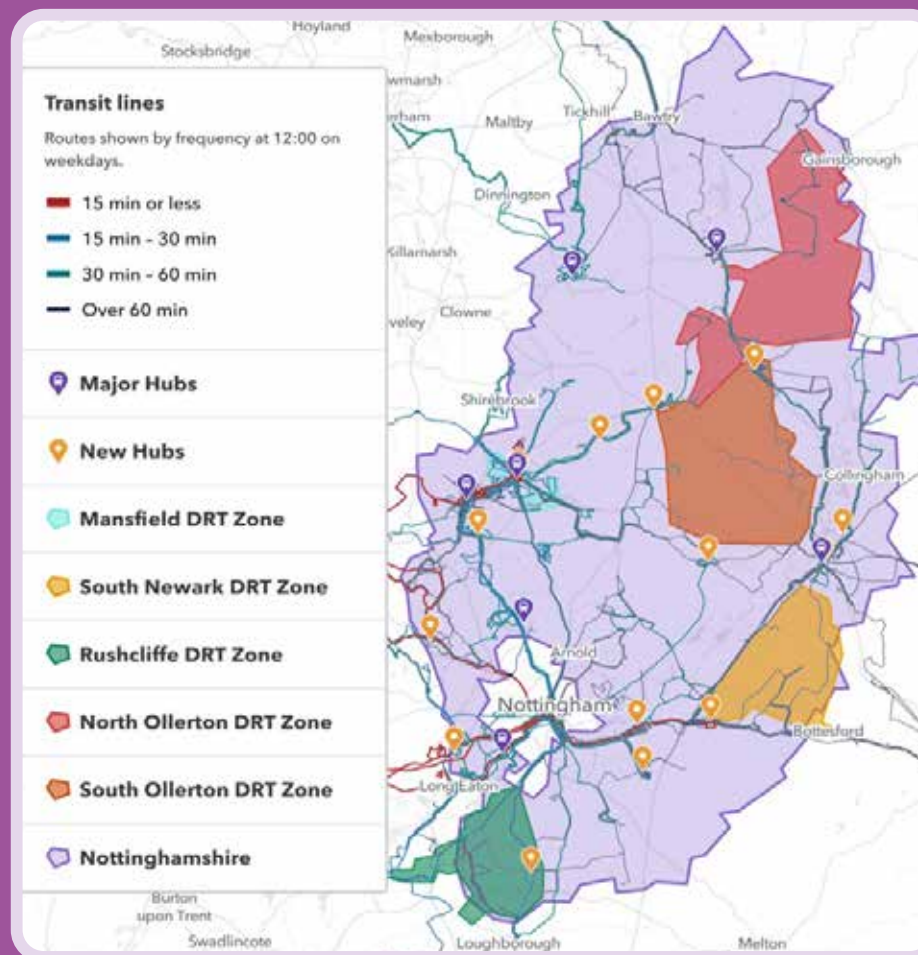 Hoyland
Mexborough
Stocksbridge
wmarsh
Tickhill
Bawtry
Maltby
erham
Gainsborough
Dinnington
Killamarsh
Clowne
veley
Shirebrook
Collingham
Arnold
Nottingham
Bottesford
Long Eaton
Burton
upon Trent
Swadlincote
Loughborough
Melton
Transit lines
Routes shown by frequency at 12:00 on
weekdays.
15 min or less
15 min – 30 min
30 min – 60 min
Over 60 min
Major Hubs
New Hubs
Mansfield DRT Zone
South Newark DRT Zone
Rushcliffe DRT Zone
North Ollerton DRT Zone
South Ollerton DRT Zone
Nottinghamshire